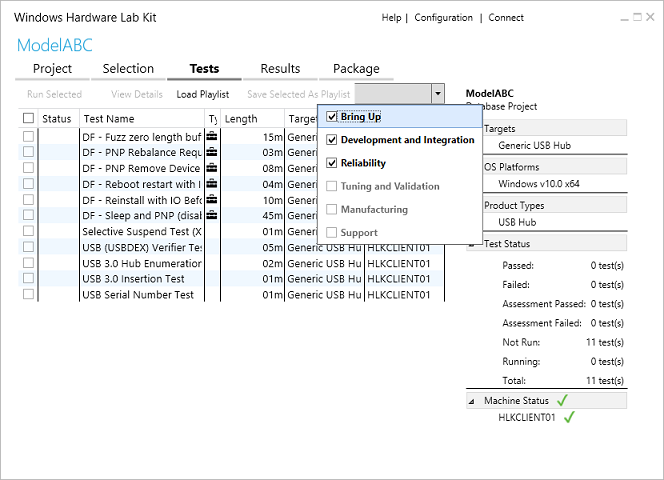 Windows Hardware Lab Kit
Help | Configuration | Connect
ModelABC
Project Selection Tests Results Package
Run Selected View Details Load Playlist Save Selected As Playlist
Status Test Name Ty Length Target
DF - Fuzz zero length buf 15m Generic
DF - PNP Rebalance Requ 03m Generic
DF - PNP Remove Device 08m Generic
DF - Reboot restart with I 04m Generic
DF - Reinstall with IO Befo 10m Generic
DF - Sleep and PNP (disal 45m Generic
Selective Suspend Test (X 01m Generic
USB (USBDEX) Verifier Tes 05m Generic USB Hu HLKCLIENT01
USB 3.0 Hub Enumeration 02m Generic USB Hu HLKCLIENT01
USB 3.0 Insertion Test 01m Generic USB Hu HLKCLIENT01
USB Serial Number Test 01m Generic USB Hu HLKCLIENT01
Bring Up
Development and Integration
Reliability
Tuning and Validation
Manufacturing
Support
ModelABC
Database Project
Targets
Generic USB Hub
OS Platforms
Windows v10.0 x64
Product Types
USB Hub
Test Status
Passed: 0 test(s)
Failed: 0 test(s)
Assessment Passed: 0 test(s)
Assessment Failed: 0 test(s)
Not Run: 11 test(s)
Running: 0 test(s)
Total: 11 test(s)
Machine Status
HLKCLIENT01